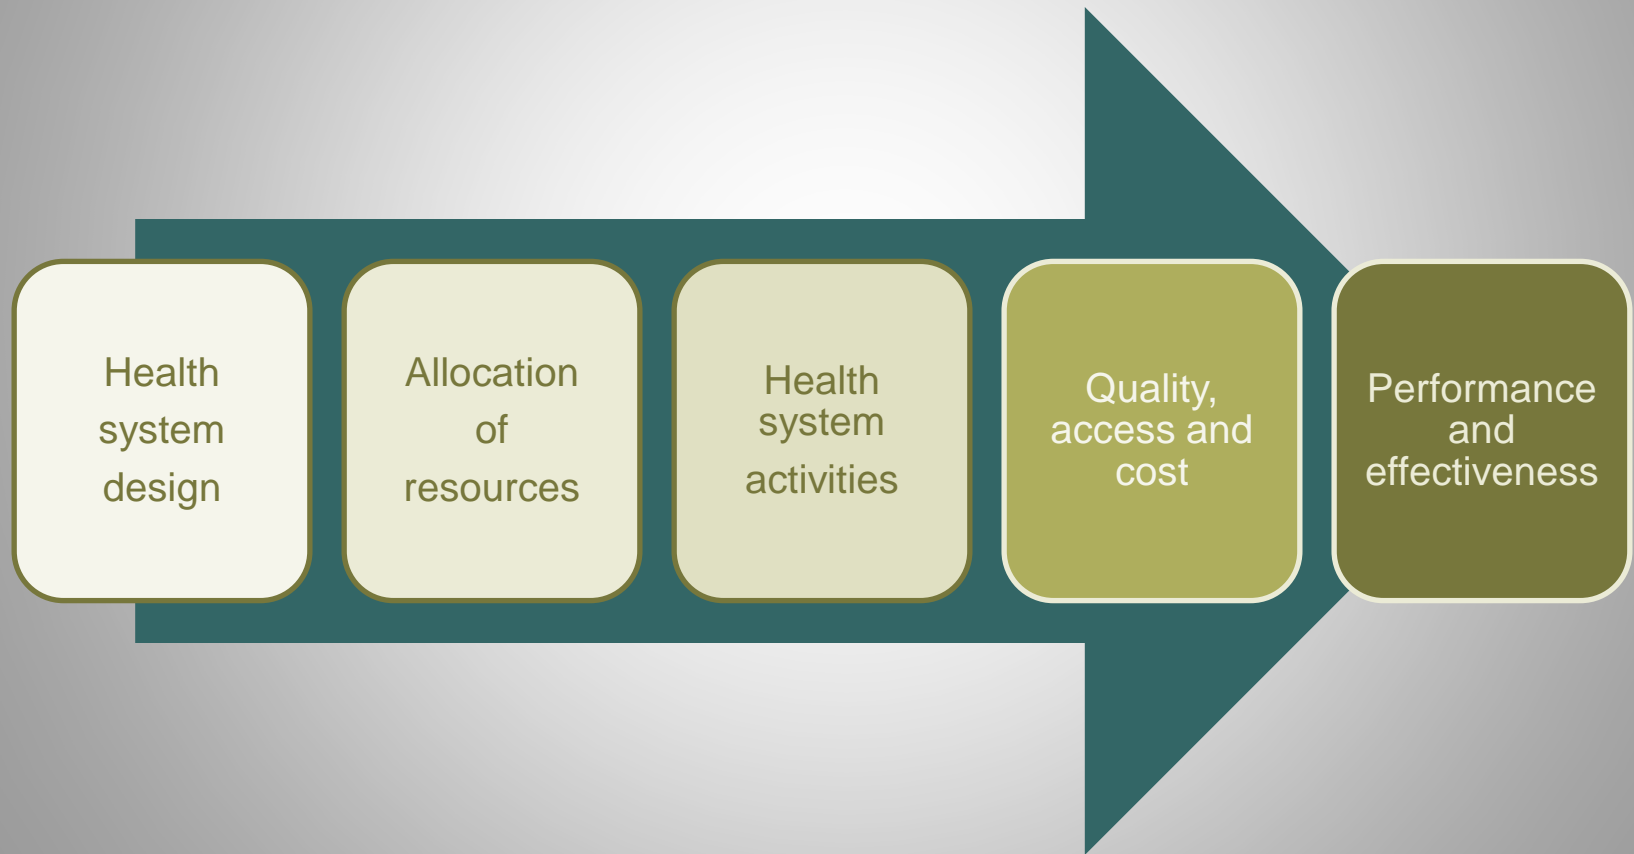 Health
system
design
Allocation
of
resources
Health
system
activities
Quality,
access and
cost
Performance
and
effectiveness